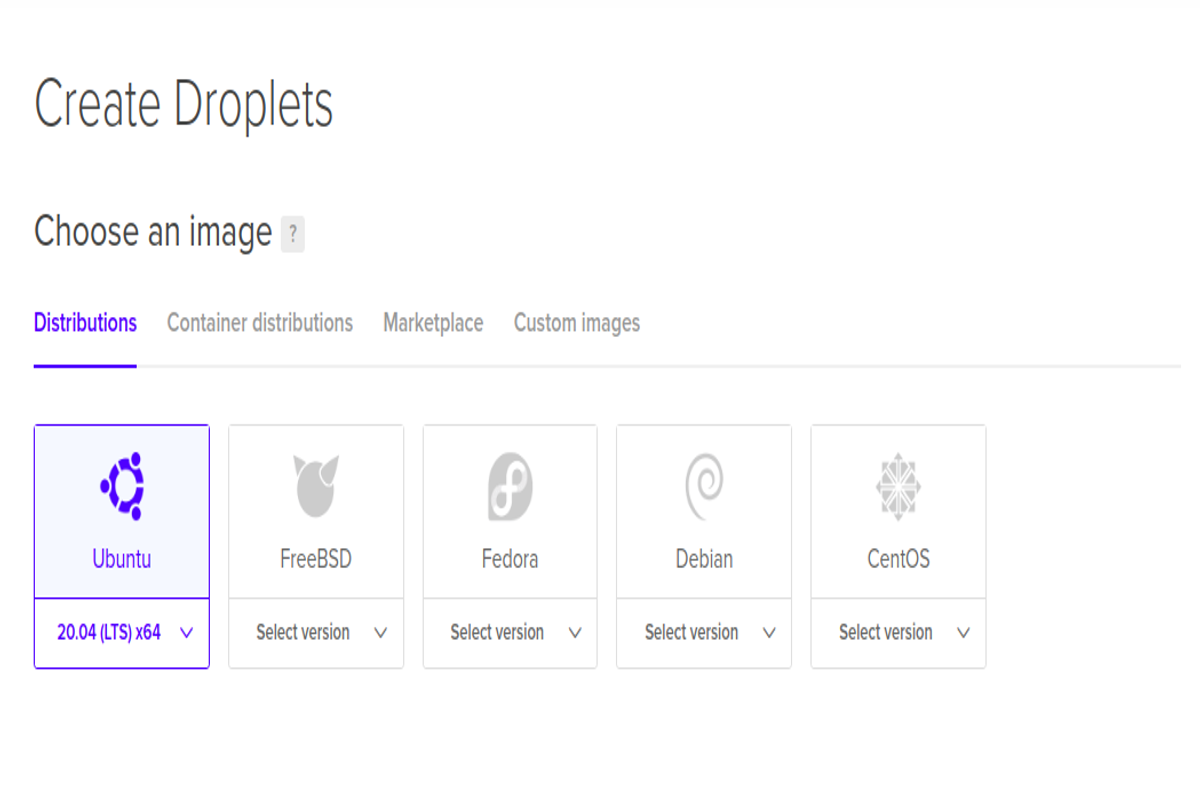 Create Droplets
Choose an image ?
Distributions Container distributions Marketplace Custom images
Ubuntu FreeBSD Fedora Debian CentOS
20.04 (LTS) x64 Select version Select version Select version Select version